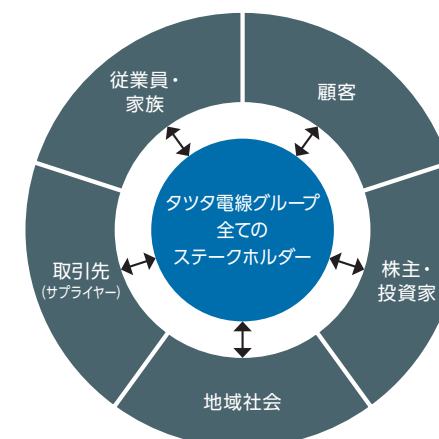 従業員・
家族
顧客
タツタ電線グループ
全ての
ステークホルダー
取引先
(サプライヤー)
株主・
投資家
地域社会